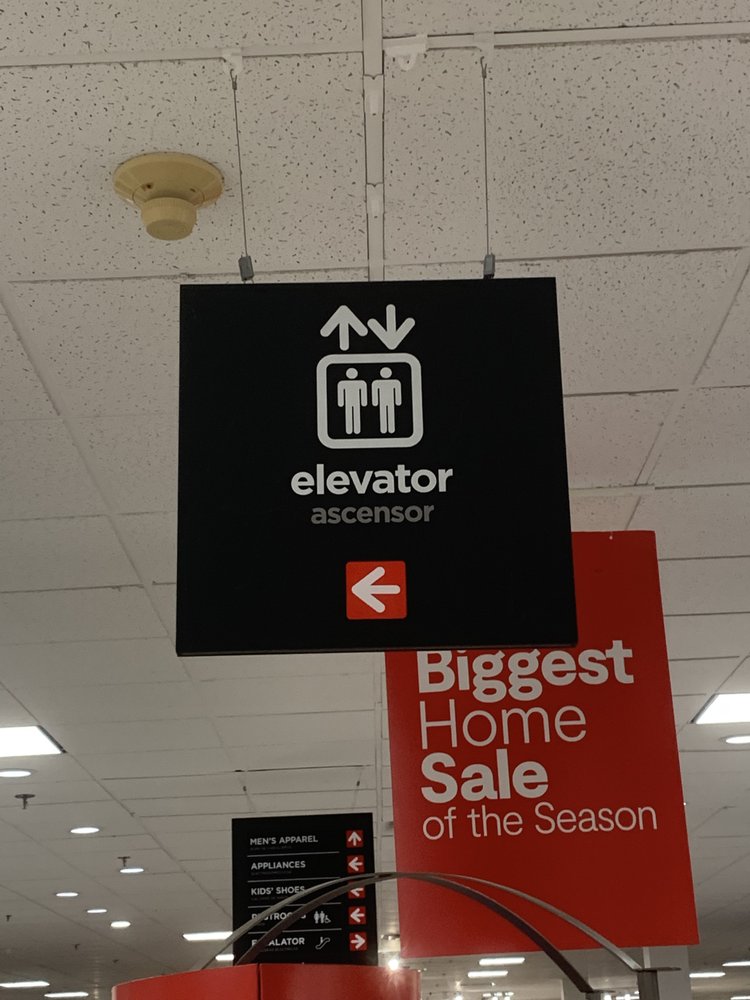 elevator
ascensor
Biggest
Home
Sale
of the Season
MEN'S APPAREL
APPLIANCES
KIDS' SHOES